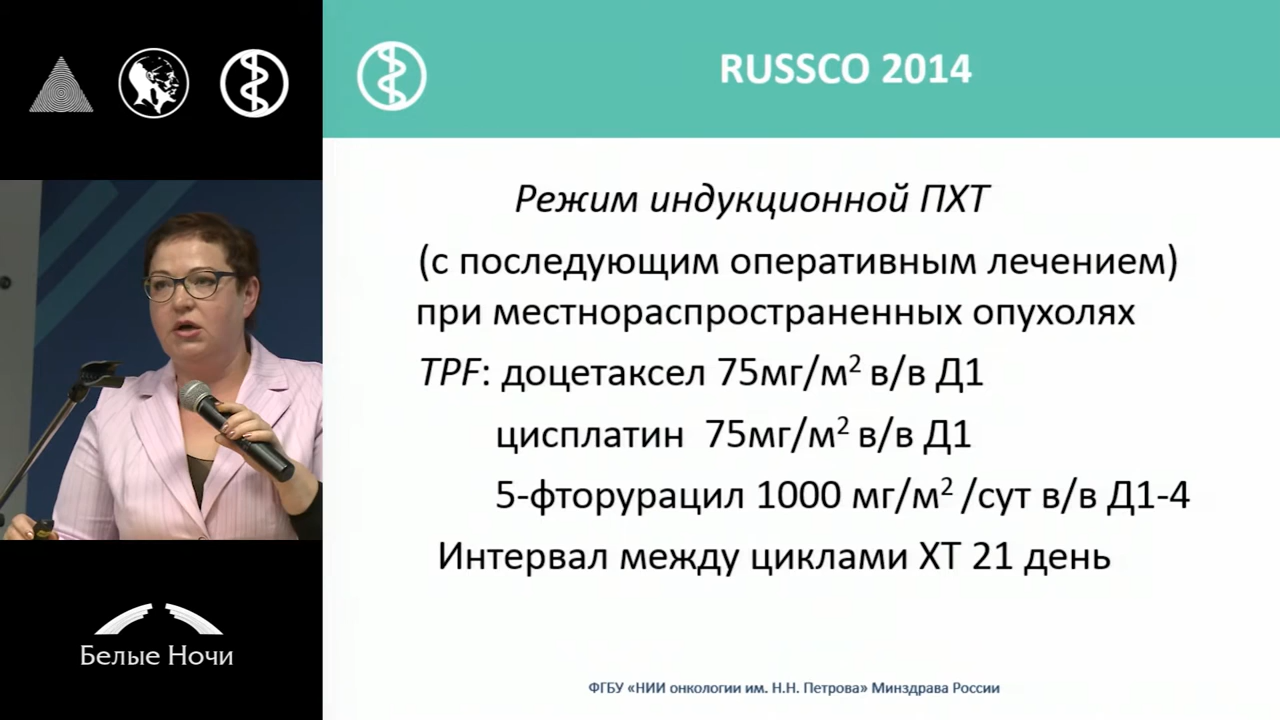 RUSSCO 2014
Режим индукционной ПХТ
(с последующим оперативным лечением)
при местнораспространенных опухолях
TPF: доцетаксел 75мг/м² в/в Д1
цисплатин 75мг/м² в/в Д1
5-фторурацил 1000 мг/м² /сут в/в Д1-4
Интервал между циклами ХТ 21 день
ФГБУ «НИИ онкологии им. Н.Н. Петрова» Минздрава России
Белые Ночи